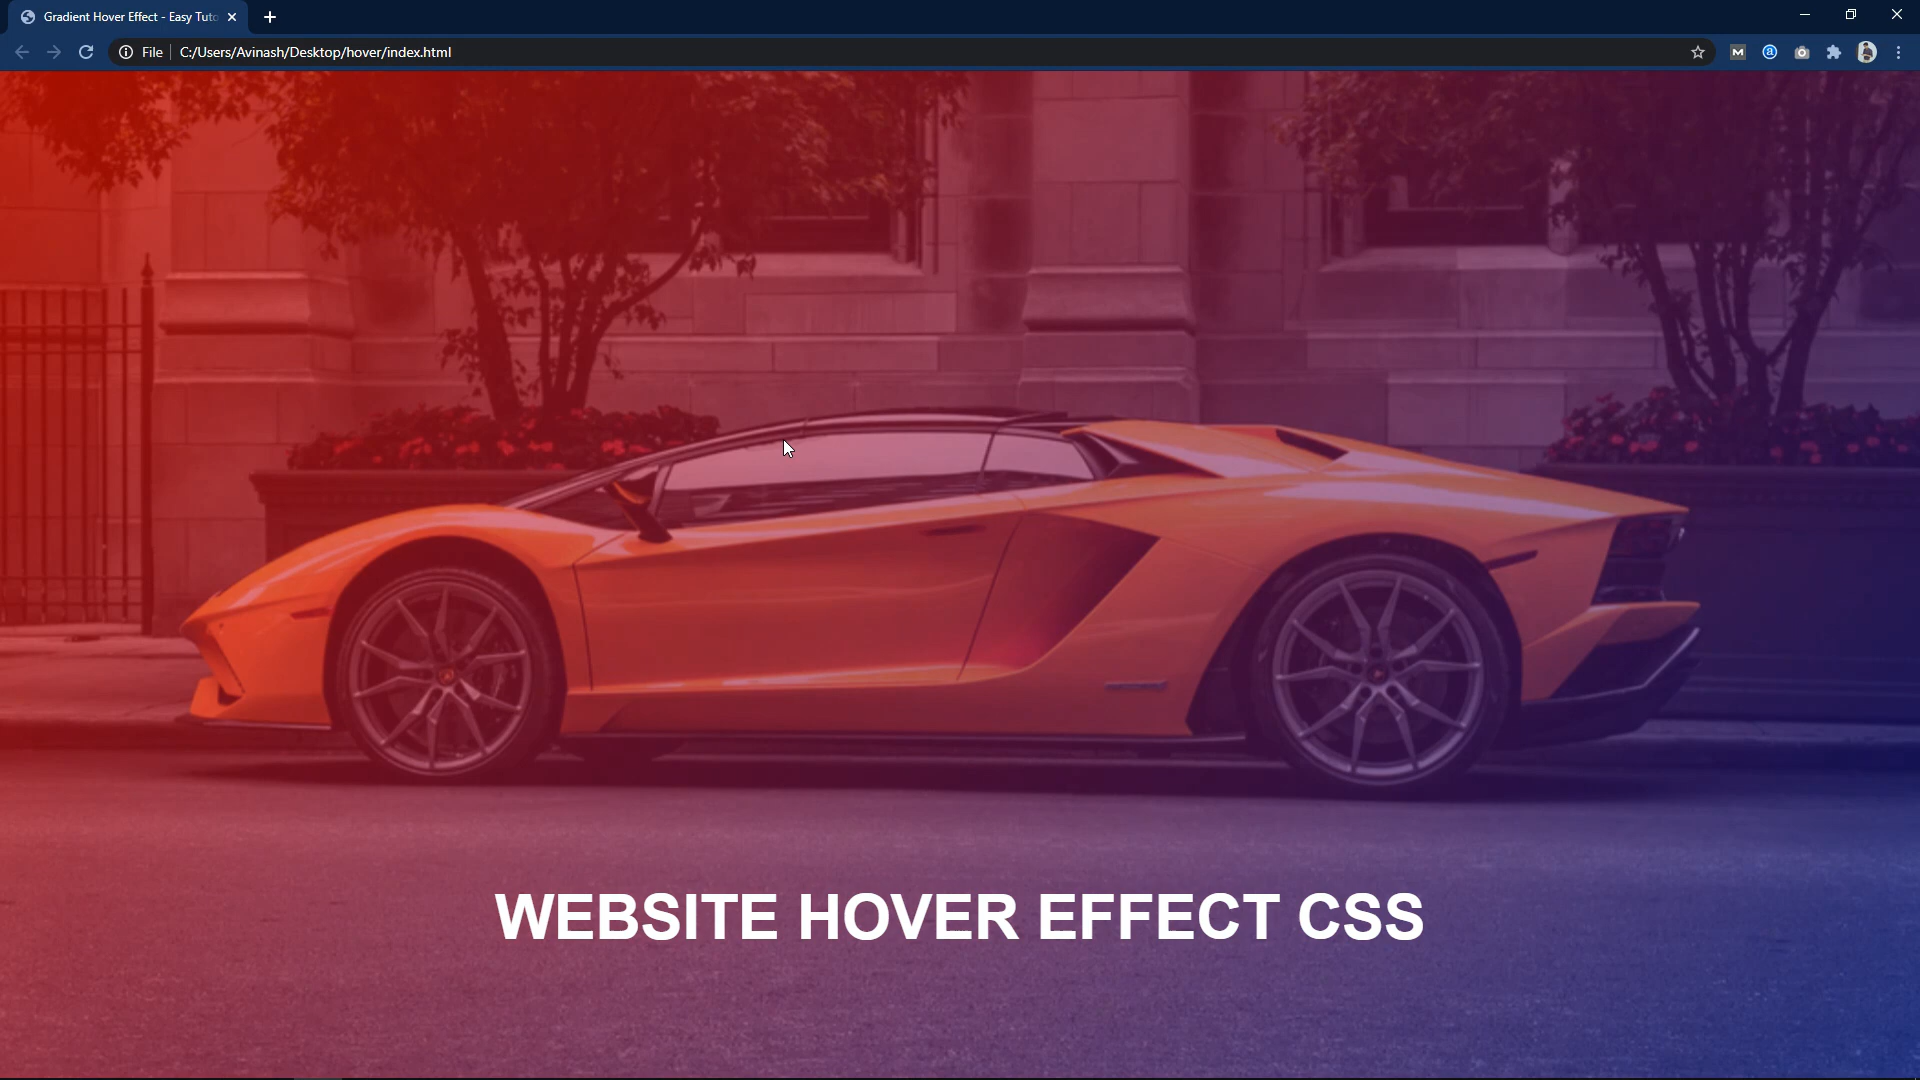 Gradient Hover Effect - Easy Tuto
File
C:/Users/Avinash/Desktop/hover/index.html
WEBSITE HOVER EFFECT CSS